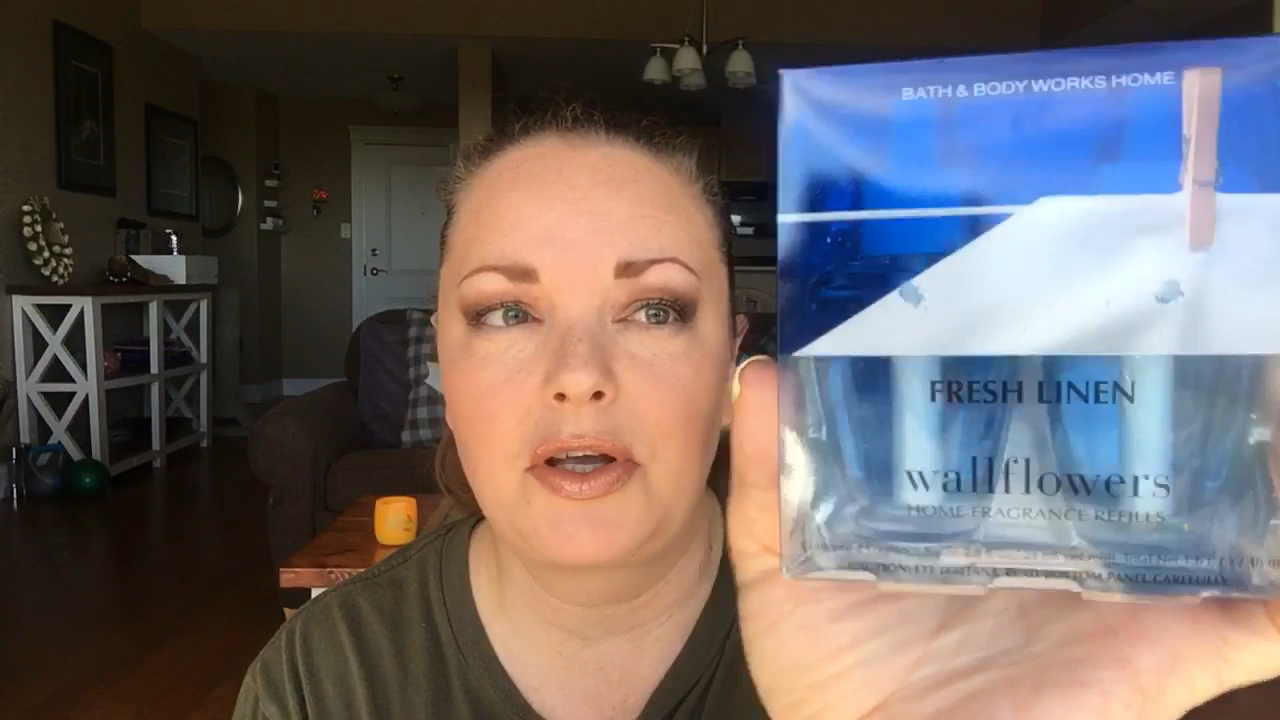 BATH & BODY WORKS HOME
FRESH LINEN
wallflowers
HOME FRAGRANCE REFILLS